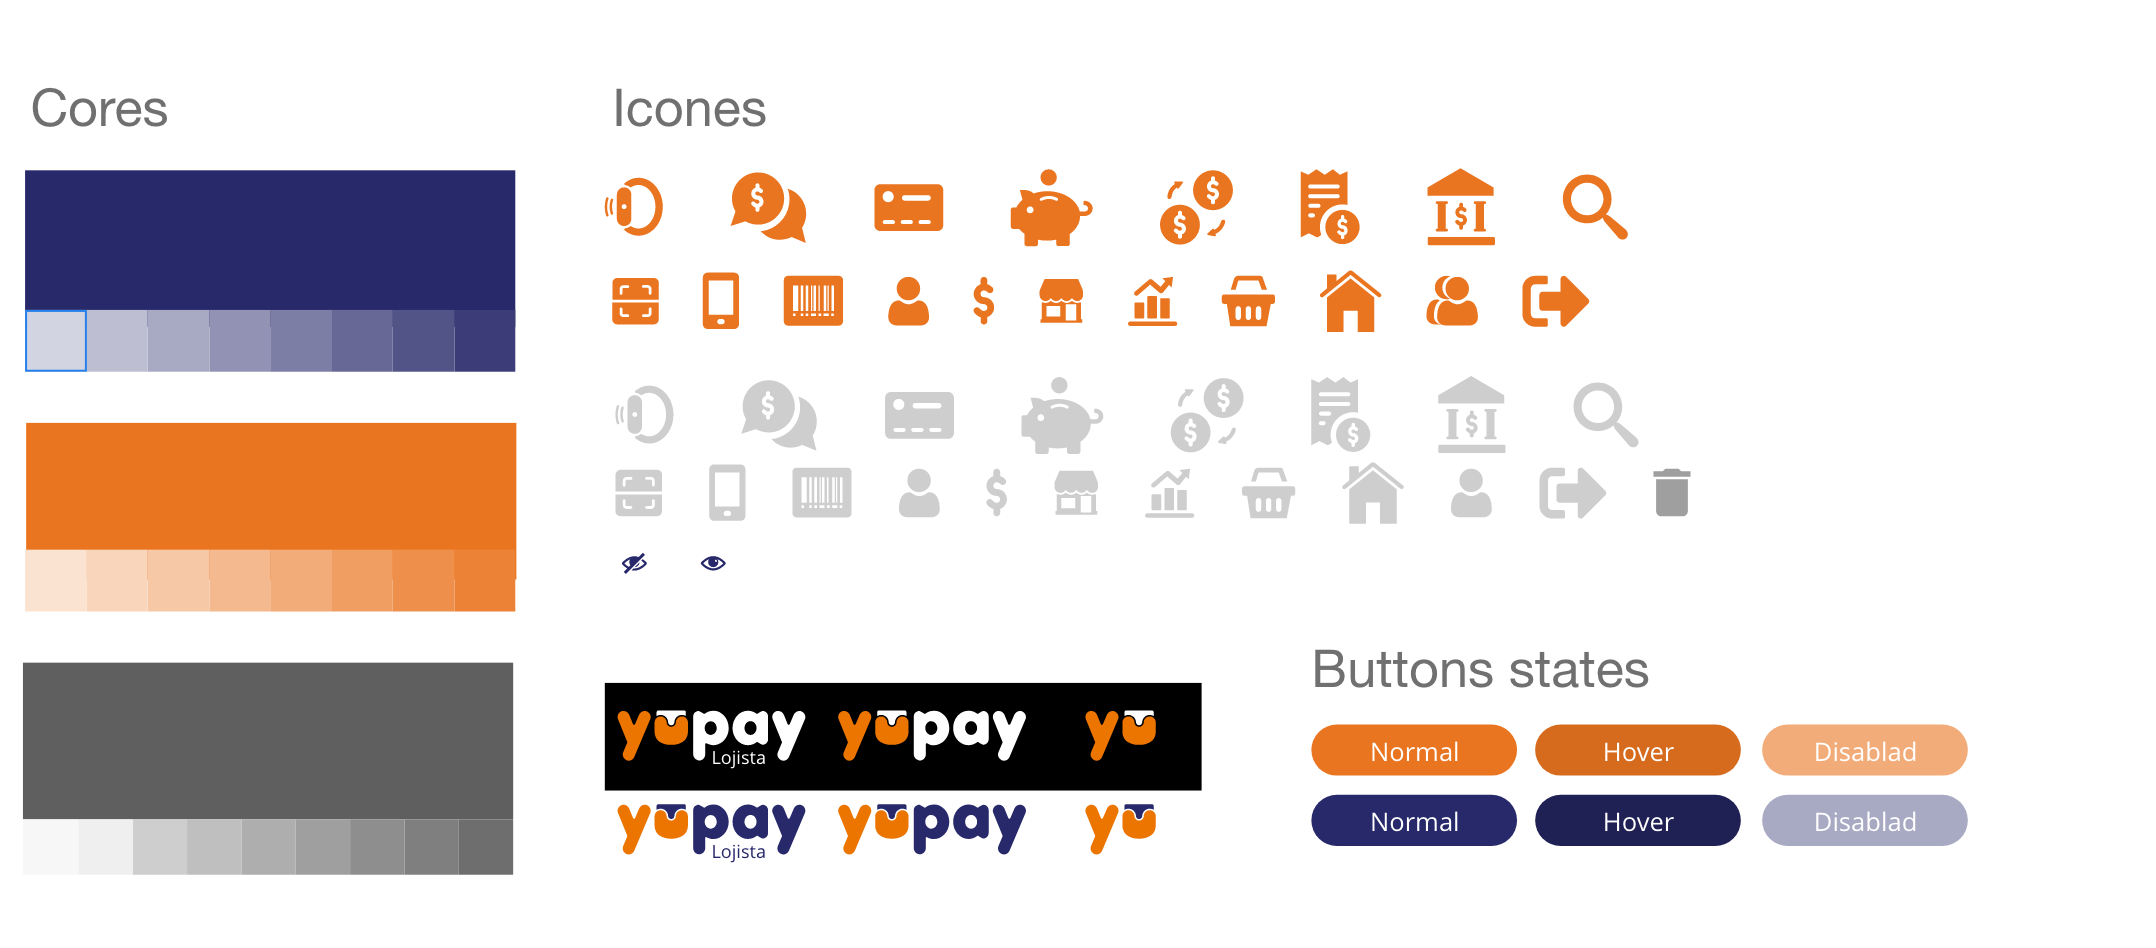 Cores
Icones
yupay
Lojista
yupay
yu
yupay
Lojista
yupay
yu
Buttons states
Normal
Hover
Disablad
Normal
Hover
Disablad